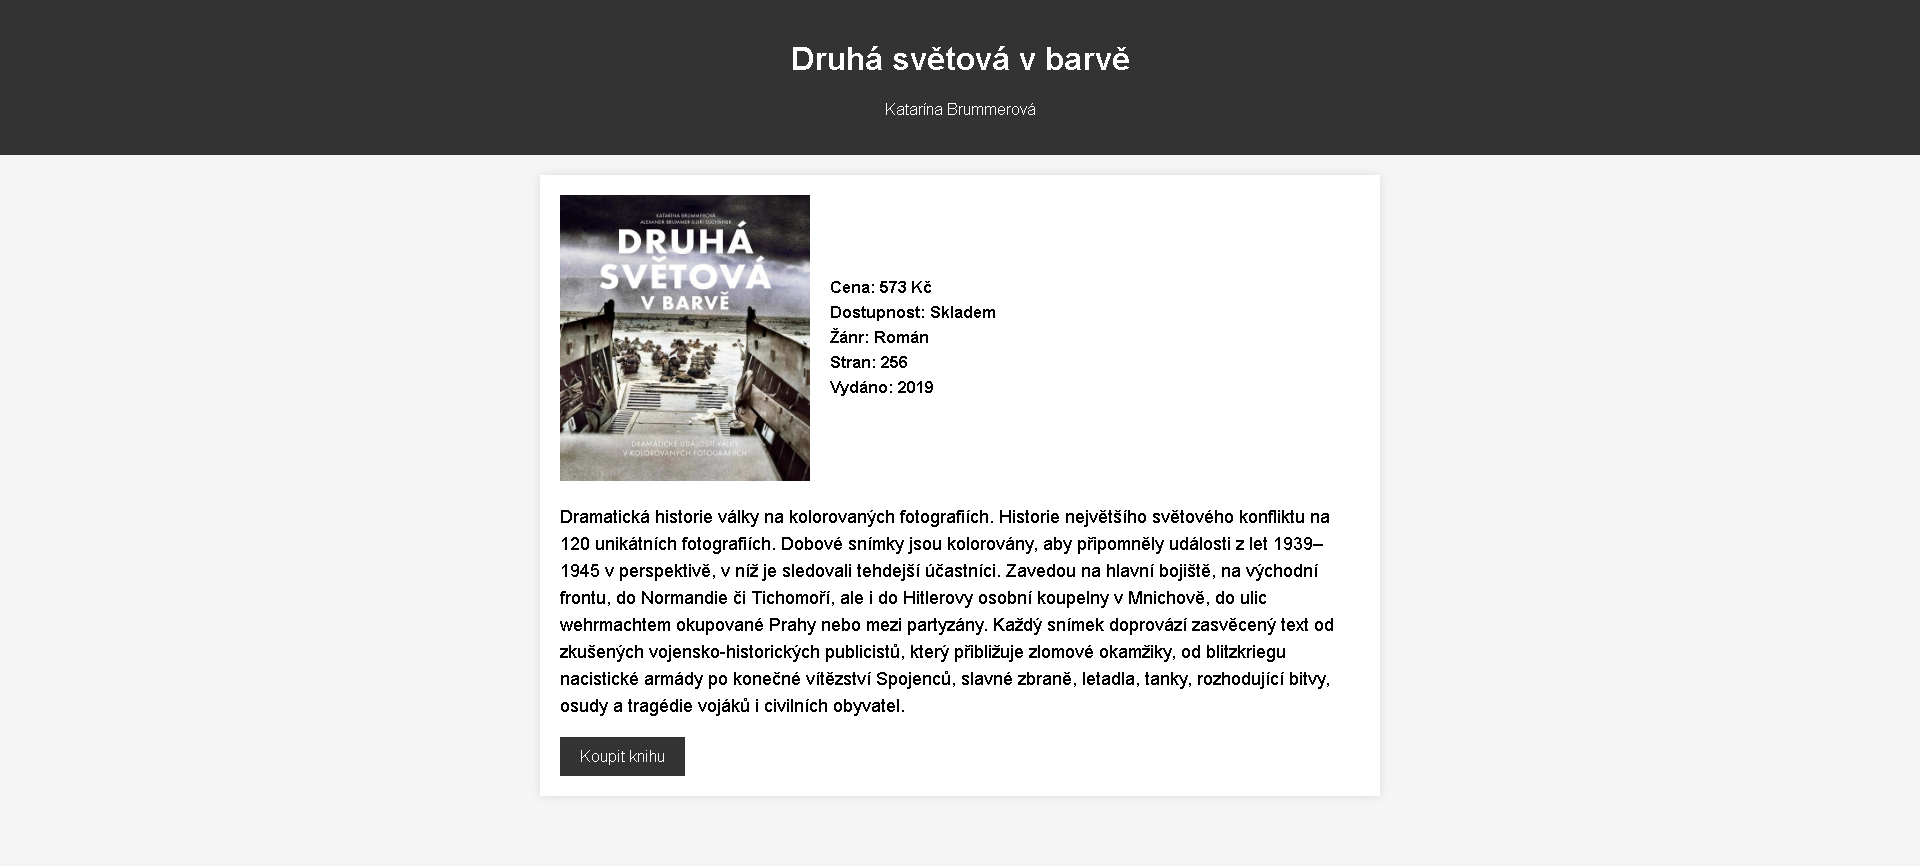 Druhá světová v barvě
Katarína Brummerová
KATARÍNA BRUMMEROVÁ
ALEXANDR BRUMMER & JIŘÍ SUCHÁNEK
DRUHÁ
SVĚTOVÁ
V BARVĚ
DRAMATICKÉ UDÁLOSTI VÁLKY
V KOLOROVANÝCH FOTOGRAFIÍCH
Cena: 573 Kč
Dostupnost: Skladem
Žánr: Román
Stran: 256
Vydáno: 2019
Dramatická historie války na kolorovaných fotografiích. Historie největšího světového konfliktu na
120 unikátních fotografiích. Dobové snímky jsou kolorovány, aby připomněly události z let 1939–
1945 v perspektivě, v níž je sledovali tehdejší účastníci. Zavedou na hlavní bojiště, na východní
frontu, do Normandie či Tichomoří, ale i do Hitlerovy osobní koupelny v Mnichově, do ulic
wehrmachtem okupované Prahy nebo mezi partyzány. Každý snímek doprovází zasvěcený text od
zkušených vojensko-historických publicistů, který přibližuje zlomové okamžiky, od blitzkriegu
nacistické armády po konečné vítězství Spojenců, slavné zbraně, letadla, tanky, rozhodující bitvy,
osudy a tragédie vojáků i civilních obyvatel.
Koupit knihu